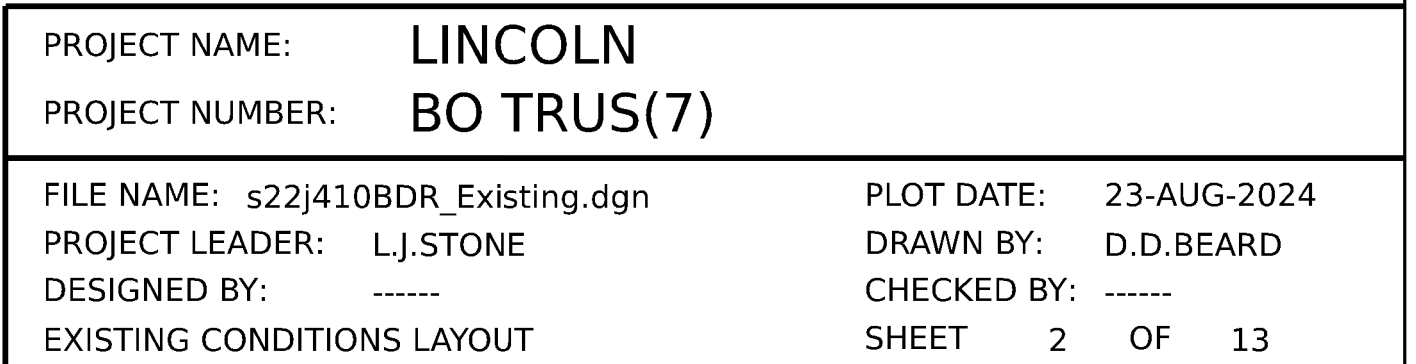 PROJECT NAME: LINCOLN
PROJECT NUMBER: BO TRUS(7)
FILE NAME: s22j410BDR_Existing.dgn PLOT DATE: 23-AUG-2024
PROJECT LEADER: L.J.STONE DRAWN BY: D.D.BEARD
DESIGNED BY: ------ CHECKED BY: ------
EXISTING CONDITIONS LAYOUT SHEET 2 OF 13